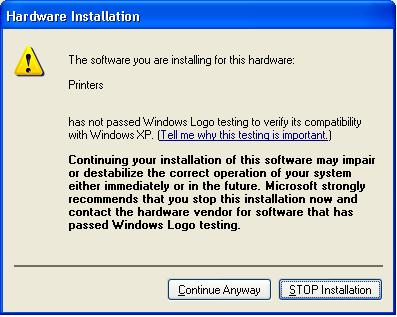 Hardware Installation
The software you are installing for this hardware:
Printers
has not passed Windows Logo testing to verify its compatibility
with Windows XP. (Tell me why this testing is important.)
Continuing your installation of this software may impair
or destabilize the correct operation of your system
either immediately or in the future. Microsoft strongly
recommends that you stop this installation now and
contact the hardware vendor for software that has
passed Windows Logo testing.
Continue Anyway
STOP Installation